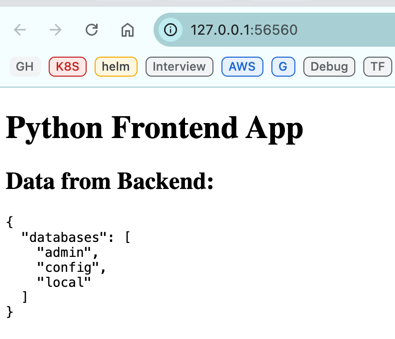 127.0.0.1:56560
GH K8S helm Interview AWS G Debug TF
Python Frontend App
Data from Backend:
{
  "databases": [
    "admin",
    "config",
    "local"
  ]
}